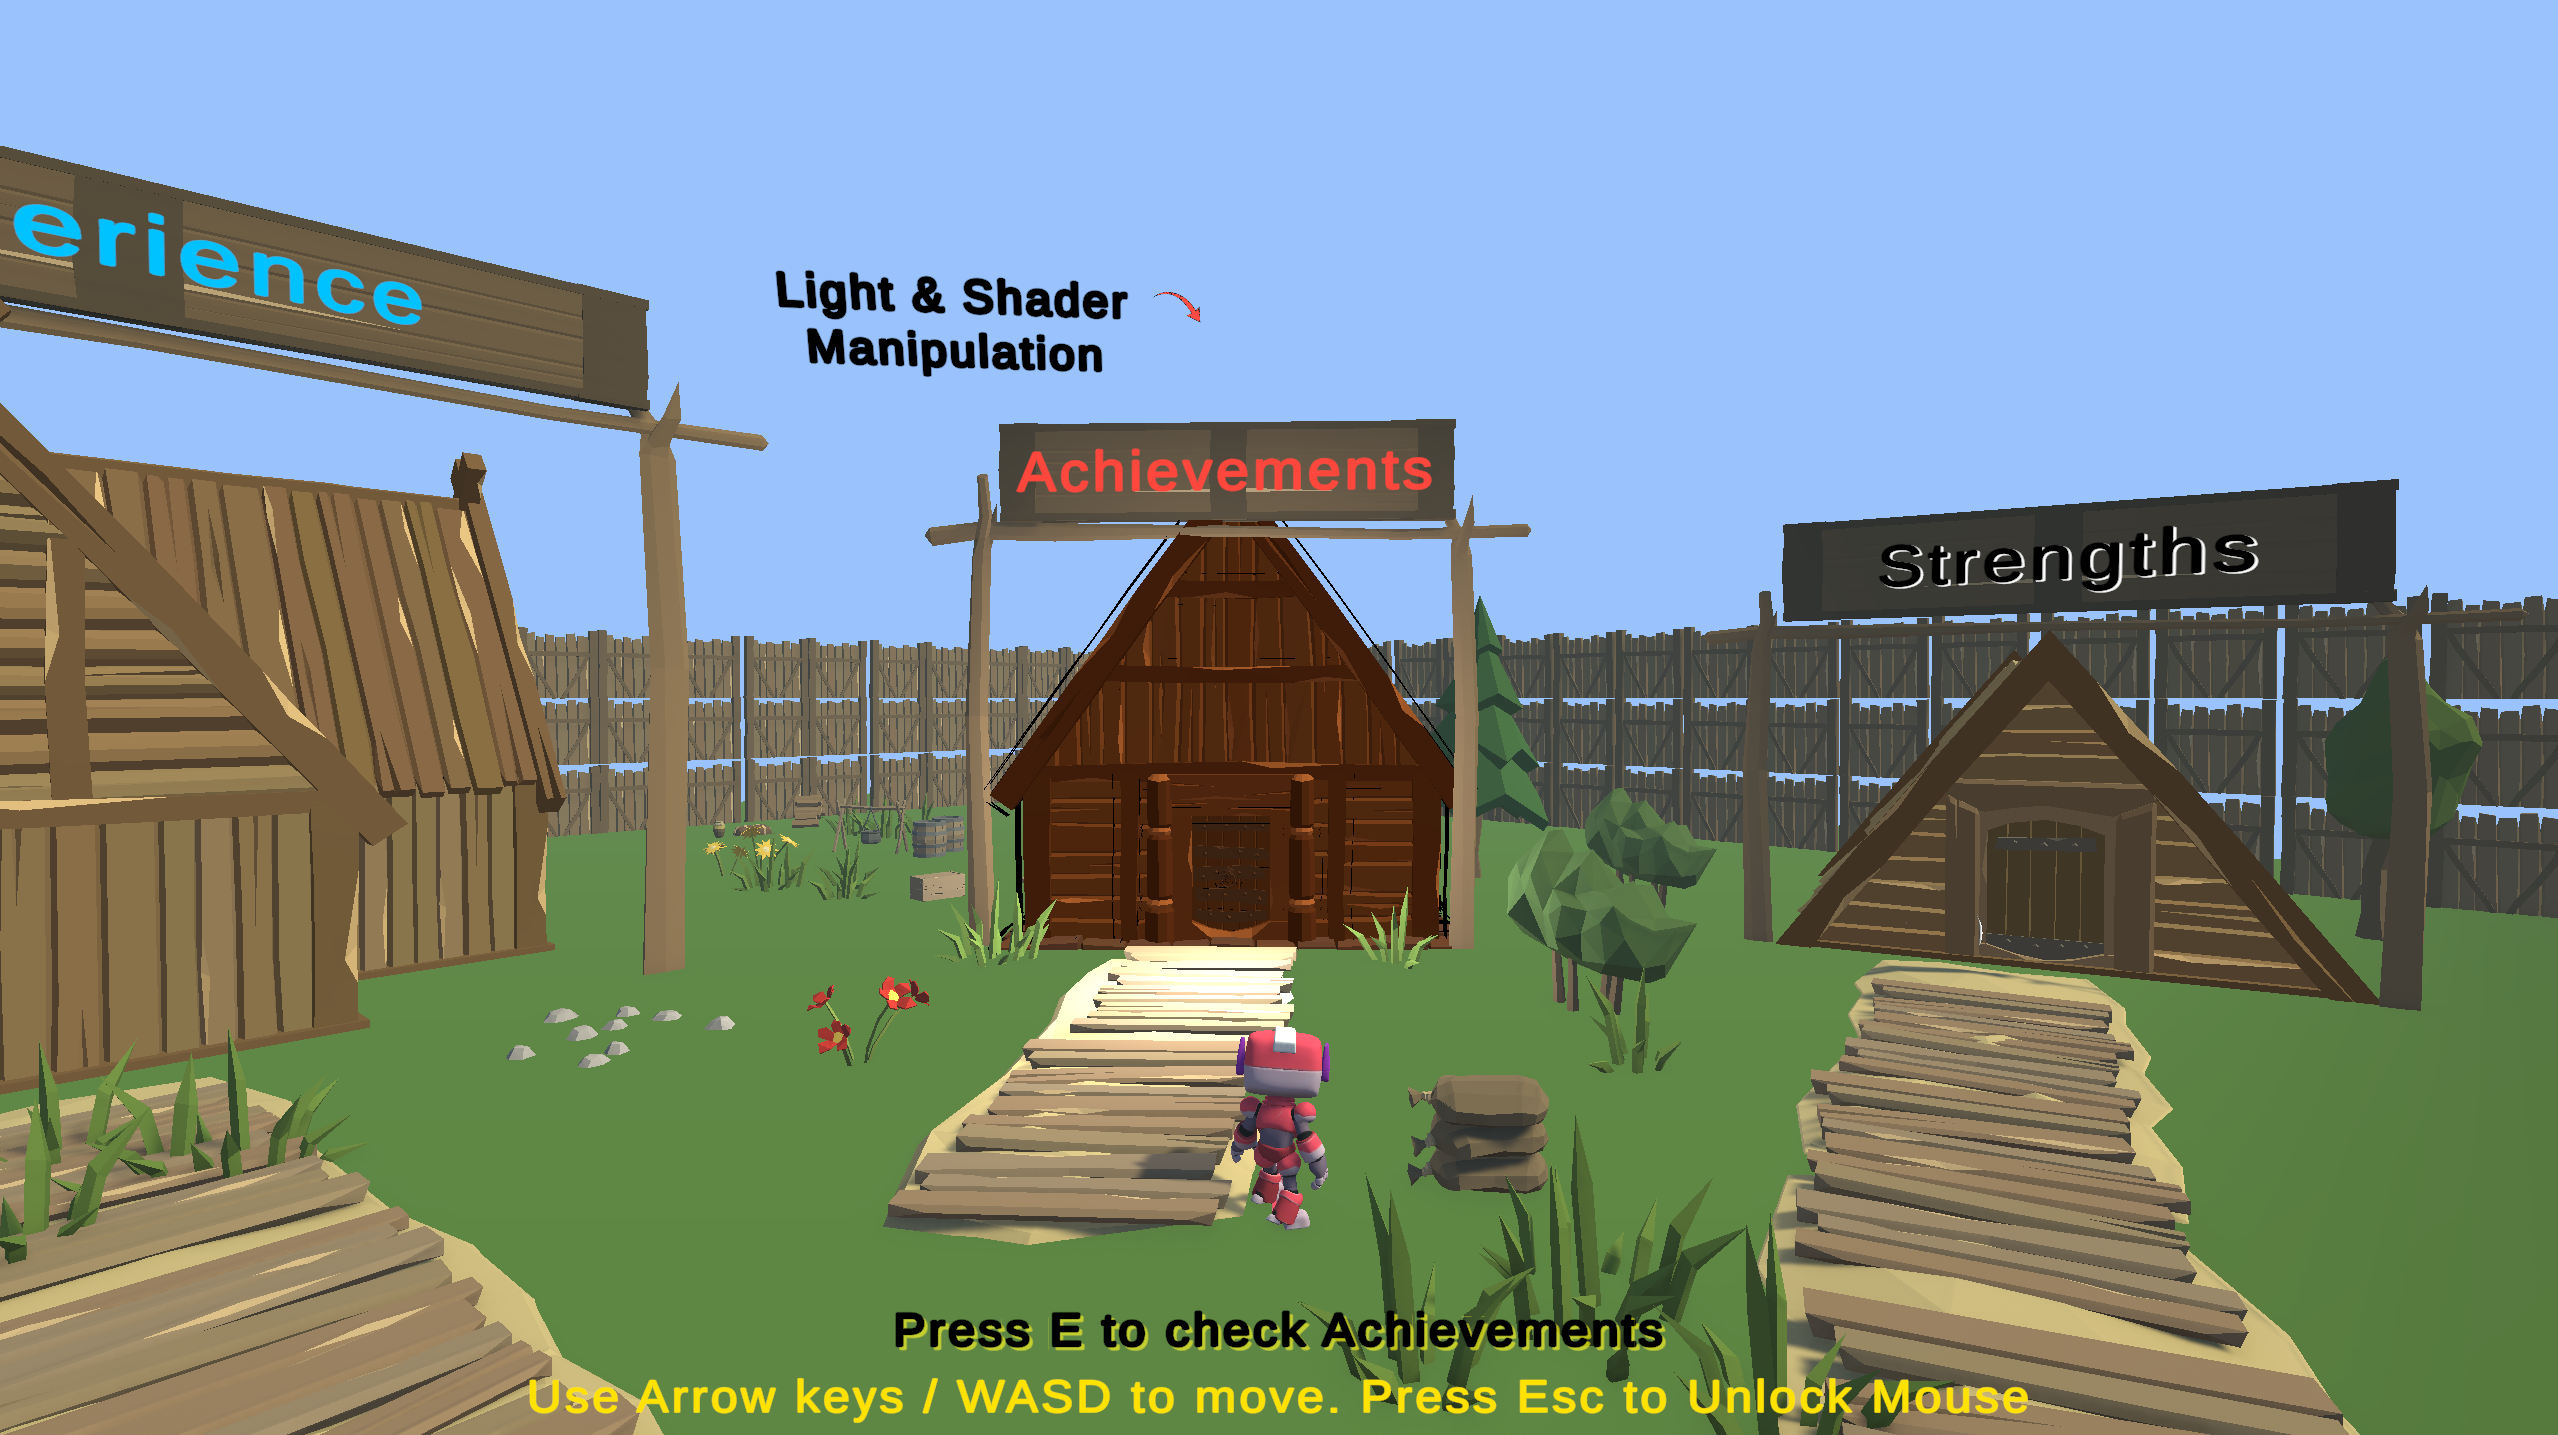 erience
Light & Shader
Manipulation
Achievements
Strengths
Press E to check Achievements
Use Arrow keys / WASD to move. Press Esc to Unlock Mouse